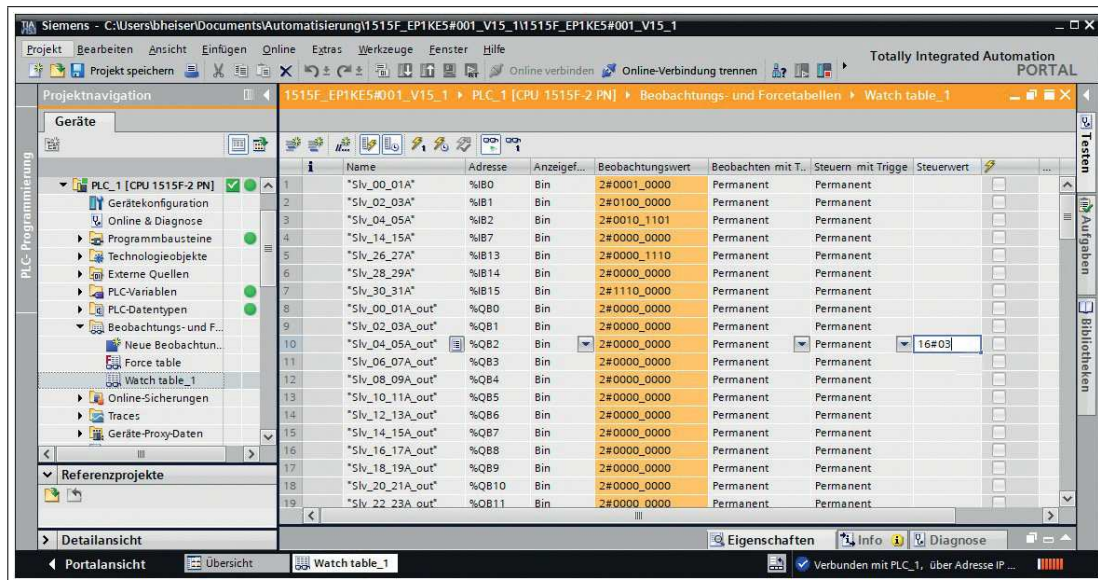 Siemens - C:\Users\bheiser\Documents\Automatisierung\1515F_EP1KE5#001_V15_1\1515F_EP1KE5#001_V15_1
Projekt Bearbeiten Ansicht Einfügen Online Extras Werkzeuge Fenster Hilfe
Totally Integrated Automation
PORTAL
Projekt speichern Online verbinden Online-Verbindung trennen
Projektnavigation
1515F_EP1KE5#001_V15_1 PLC_1 [CPU 1515F-2 PN] Beobachtungs- und Forcetabellen Watch table_1
Geräte
PLC-Programmierung
PLC_1 [CPU 1515F-2 PN]
Gerätekonfiguration
Online & Diagnose
Programmbausteine
Technologieobjekte
Externe Quellen
PLC-Variablen
PLC-Datentypen
Beobachtungs- und F...
Neue Beobachtun...
Force table
Watch table_1
Online-Sicherungen
Traces
Geräte-Proxy-Daten
Referenzprojekte
Detailansicht
i Name Adresse Anzeigef... Beobachtungswert Beobachten mit T.. Steuern mit Trigge Steuerwert ...
1 "Slv_00_01A" %IB0 Bin 2#0001_0000 Permanent Permanent
2 "Slv_02_03A" %IB1 Bin 2#0100_0000 Permanent Permanent
3 "Slv_04_05A" %IB2 Bin 2#0010_1101 Permanent Permanent
4 "Slv_14_15A" %IB7 Bin 2#0000_0000 Permanent Permanent
5 "Slv_26_27A" %IB13 Bin 2#0000_1110 Permanent Permanent
6 "Slv_28_29A" %IB14 Bin 2#0000_0000 Permanent Permanent
7 "Slv_30_31A" %IB15 Bin 2#1110_0000 Permanent Permanent
8 "Slv_00_01A_out" %QB0 Bin 2#0000_0000 Permanent Permanent
9 "Slv_02_03A_out" %QB1 Bin 2#0000_0000 Permanent Permanent
10 "Slv_04_05A_out" %QB2 Bin 2#0000_0000 Permanent Permanent 16#03
11 "Slv_06_07A_out" %QB3 Bin 2#0000_0000 Permanent Permanent
12 "Slv_08_09A_out" %QB4 Bin 2#0000_0000 Permanent Permanent
13 "Slv_10_11A_out" %QB5 Bin 2#0000_0000 Permanent Permanent
14 "Slv_12_13A_out" %QB6 Bin 2#0000_0000 Permanent Permanent
15 "Slv_14_15A_out" %QB7 Bin 2#0000_0000 Permanent Permanent
16 "Slv_16_17A_out" %QB8 Bin 2#0000_0000 Permanent Permanent
17 "Slv_18_19A_out" %QB9 Bin 2#0000_0000 Permanent Permanent
18 "Slv_20_21A_out" %QB10 Bin 2#0000_0000 Permanent Permanent
19 "Slv_22_23A_out" %QB11 Bin 2#0000_0000 Permanent Permanent
Testen
Aufgaben
Bibliotheken
Eigenschaften Info Diagnose
Portalansicht Übersicht Watch table_1 Verbunden mit PLC_1, über Adresse IP ...